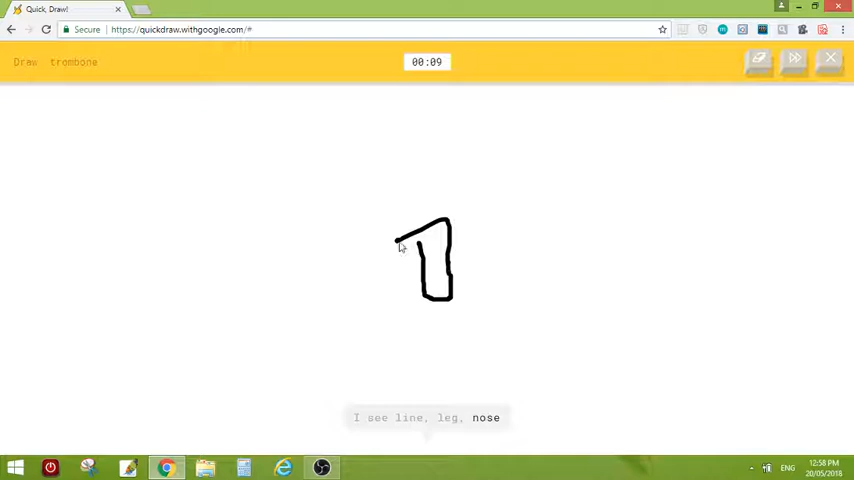 Quick, Draw!
Secure
https://quickdraw.withgoogle.com/#
Draw trombone
00:09
I see line, leg, nose
ENG
12:58 PM
20/05/2018